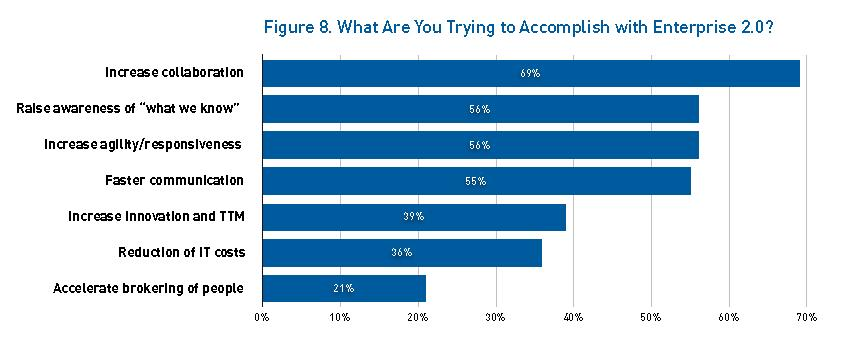 Figure 8. What Are You Trying to Accomplish with Enterprise 2.0?
Increase collaboration
69%
Raise awareness of “what we know”
56%
Increase agility/responsiveness
56%
Faster communication
55%
Increase Innovation and TTM
39%
Reduction of IT costs
36%
Accelerate brokering of people
21%
0% 10% 20% 30% 40% 50% 60% 70%